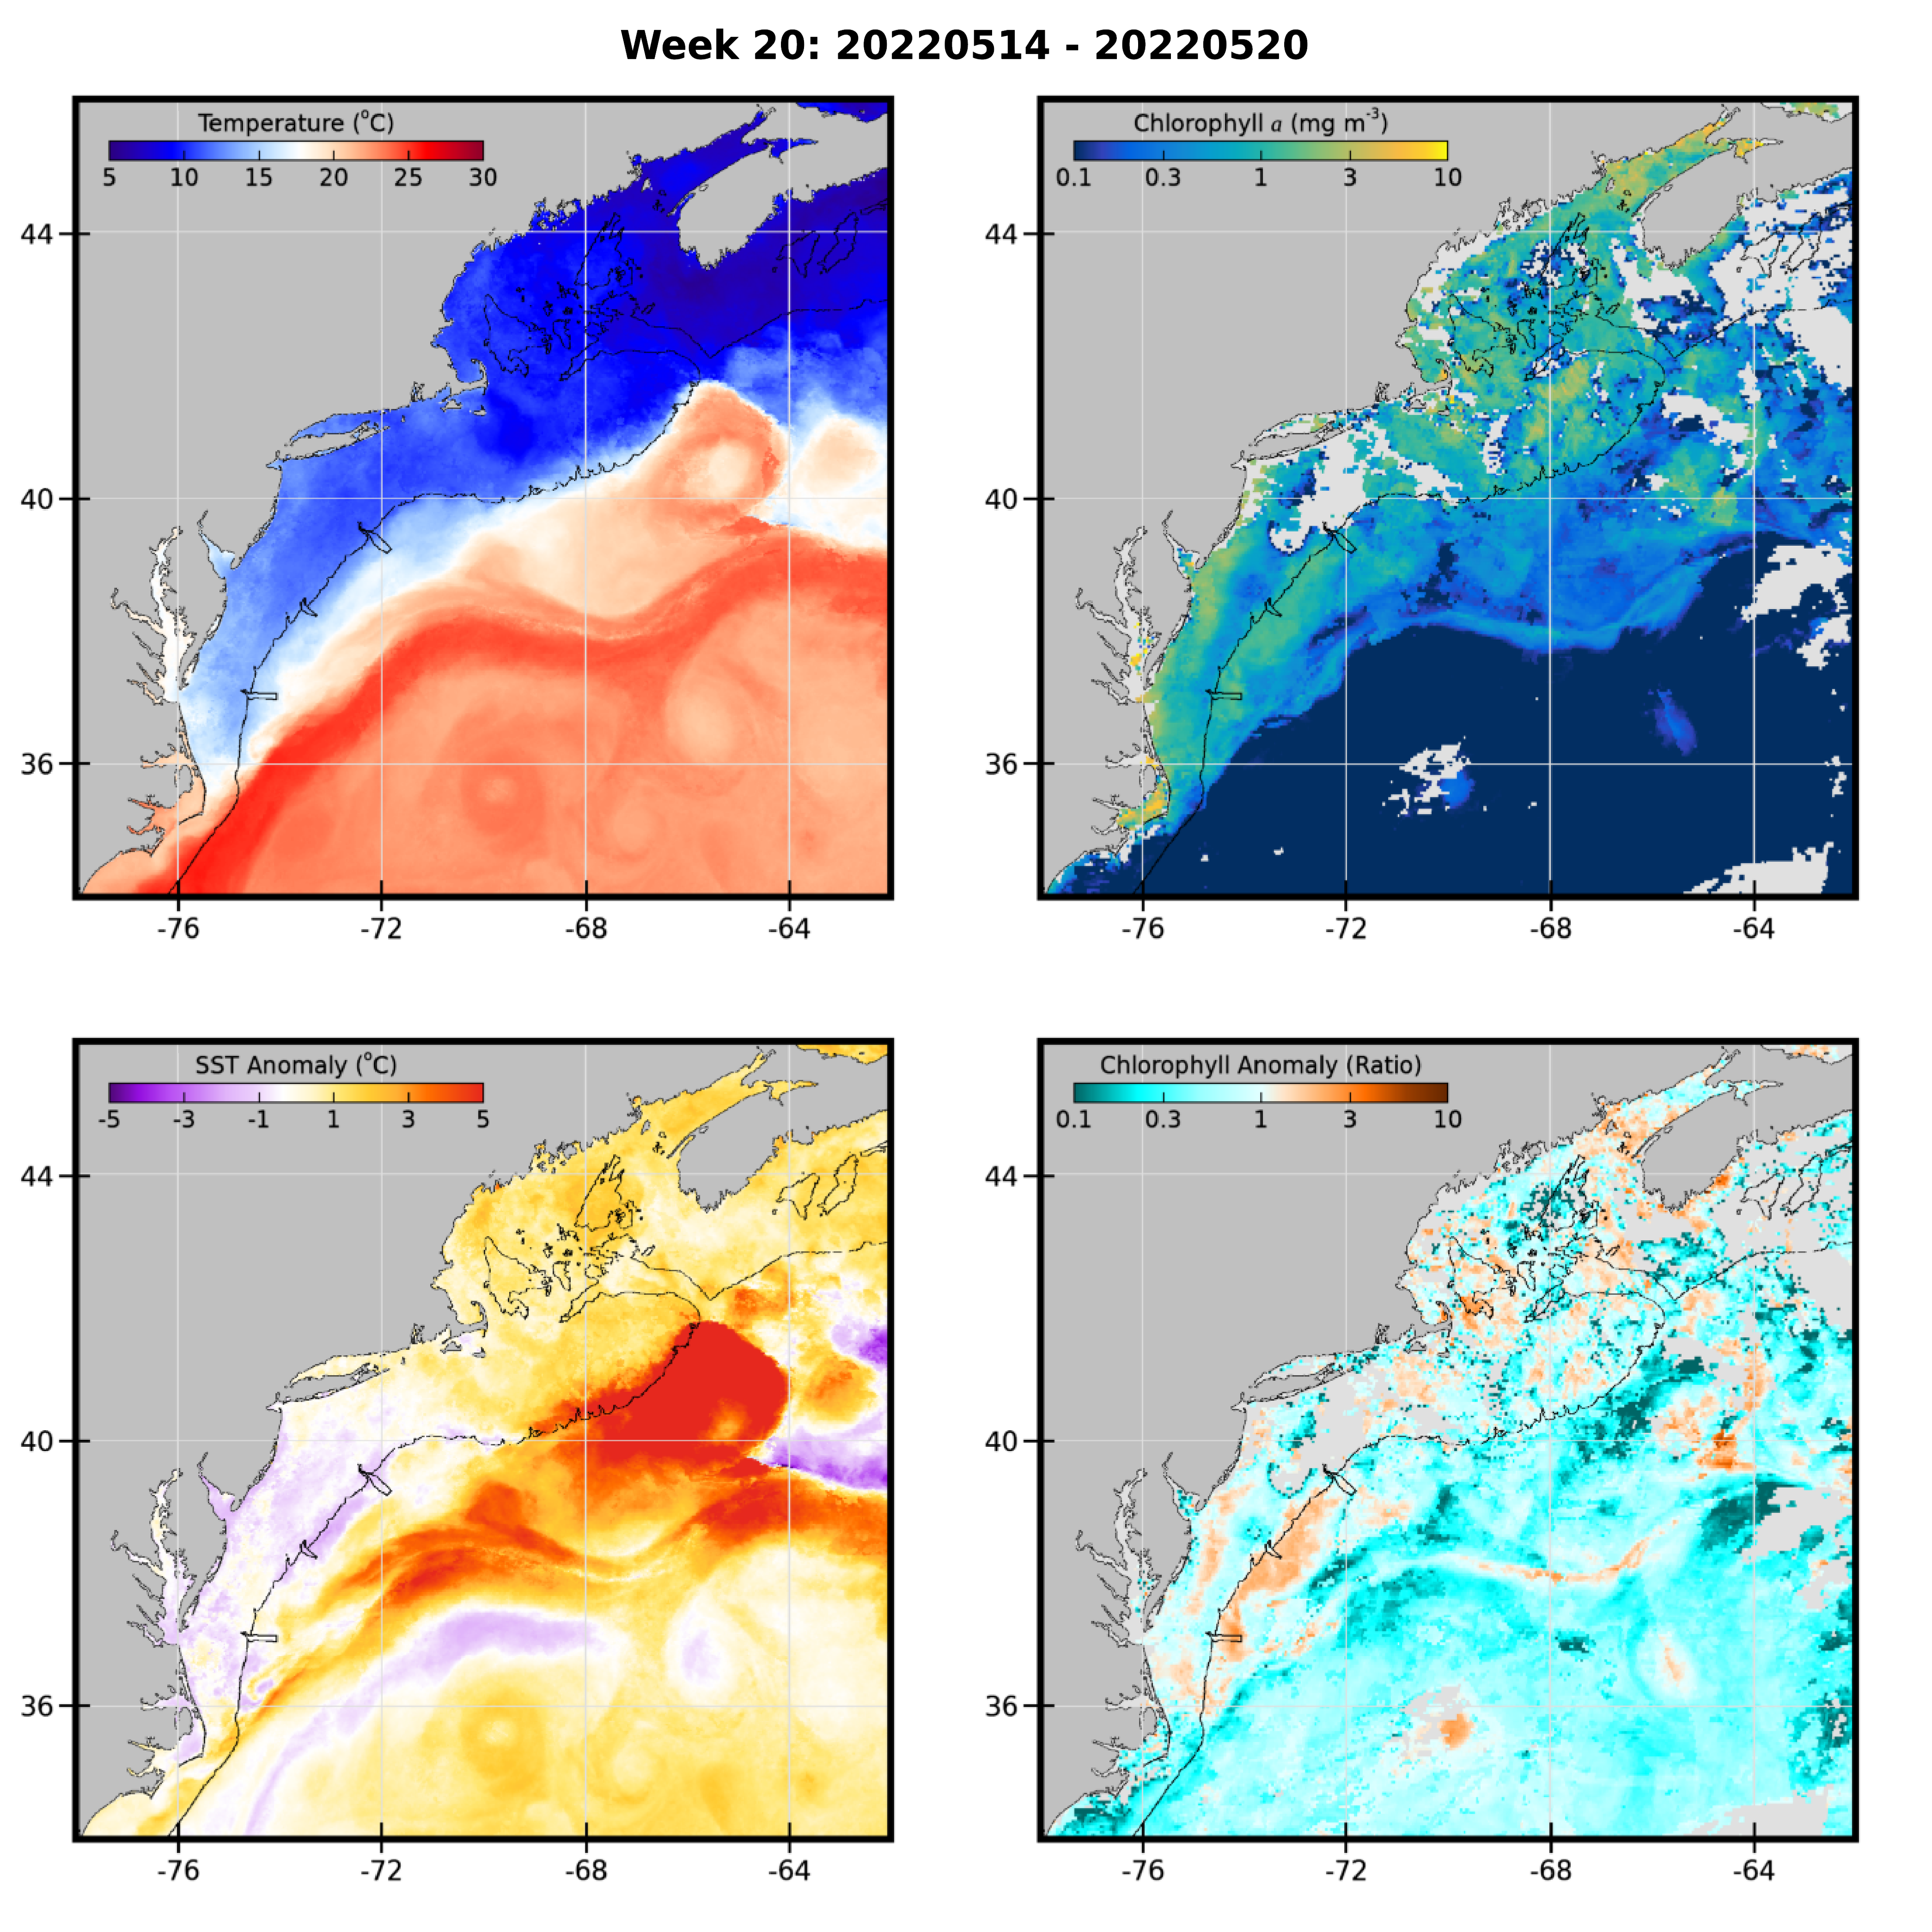 Week 20: 20220514 - 20220520
Temperature (°C)
5 10 15 20 25 30
44
40
36
-76 -72 -68 -64
Chlorophyll a (mg m⁻³)
0.1 0.3 1 3 10
44
40
36
-76 -72 -68 -64
SST Anomaly (°C)
-5 -3 -1 1 3 5
44
40
36
-76 -72 -68 -64
Chlorophyll Anomaly (Ratio)
0.1 0.3 1 3 10
44
40
36
-76 -72 -68 -64